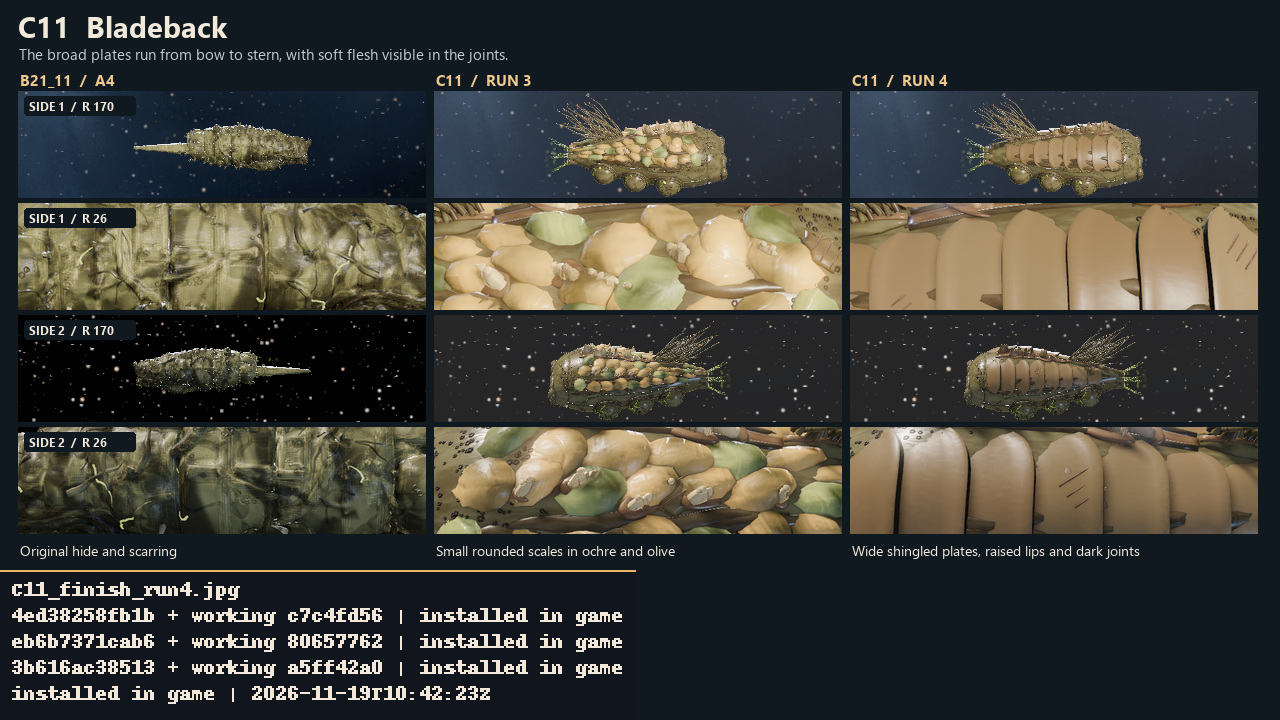 C11 Bladeback
The broad plates run from bow to stern, with soft flesh visible in the joints.
B21_11 / A4
C11 / RUN 3
C11 / RUN 4
SIDE 1 / R 170
SIDE 1 / R 26
SIDE 2 / R 170
SIDE 2 / R 26
Original hide and scarring
Small rounded scales in ochre and olive
Wide shingled plates, raised lips and dark joints
C11_finish_run4.jpg
4ed38258fb1b + working c7c4fd56 | installed in game
eb6b7371cab6 + working 80657762 | installed in game
3b616ac38513 + working a5ff42a0 | installed in game
installed in game | 2026-11-19T10:42:23Z